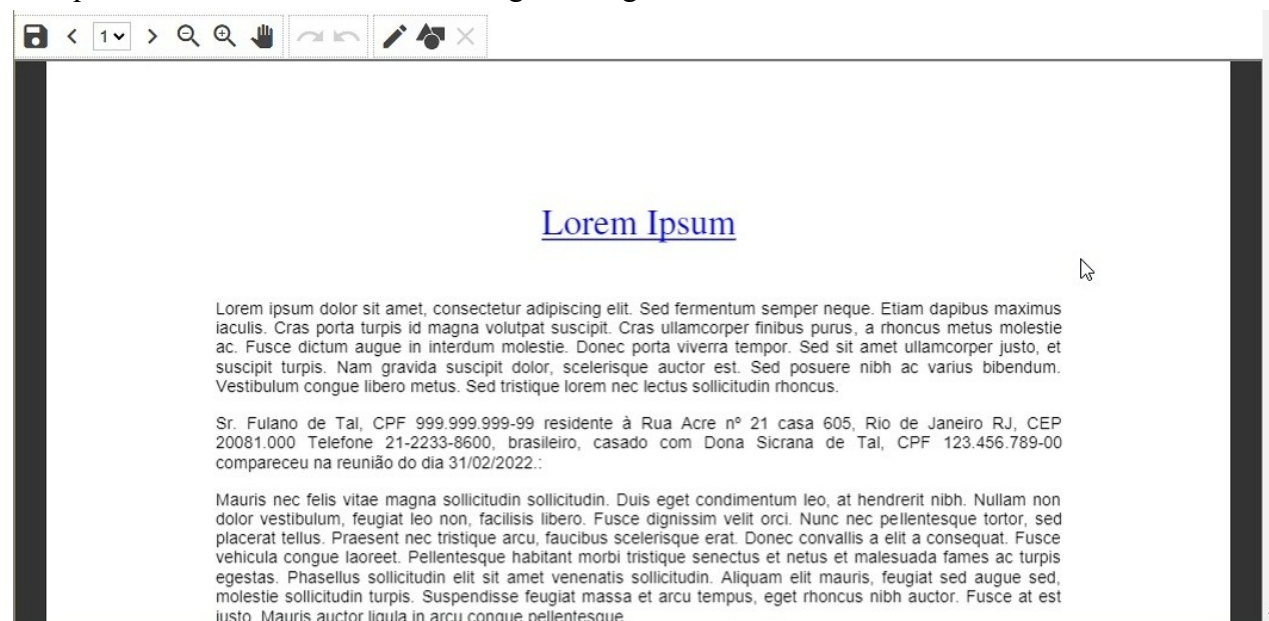 1
Lorem Ipsum
Lorem ipsum dolor sit amet, consectetur adipiscing elit. Sed fermentum semper neque. Etiam dapibus maximus
iaculis. Cras porta turpis id magna volutpat suscipit. Cras ullamcorper finibus purus, a rhoncus metus molestie
ac. Fusce dictum augue in interdum molestie. Donec porta viverra tempor. Sed sit amet ullamcorper justo, et
suscipit turpis. Nam gravida suscipit dolor, scelerisque auctor est. Sed posuere nibh ac varius bibendum.
Vestibulum congue libero metus. Sed tristique lorem nec lectus sollicitudin rhoncus.
Sr. Fulano de Tal, CPF 999.999.999-99 residente à Rua Acre nº 21 casa 605, Rio de Janeiro RJ, CEP
20081.000 Telefone 21-2233-8600, brasileiro, casado com Dona Sicrana de Tal, CPF 123.456.789-00
compareceu na reunião do dia 31/02/2022.:
Mauris nec felis vitae magna sollicitudin sollicitudin. Duis eget condimentum leo, at hendrerit nibh. Nullam non
dolor vestibulum, feugiat leo non, facilisis libero. Fusce dignissim velit orci. Nunc nec pellentesque tortor, sed
placerat tellus. Praesent nec tristique arcu, faucibus scelerisque erat. Donec convallis a elit a consequat. Fusce
vehicula congue laoreet. Pellentesque habitant morbi tristique senectus et netus et malesuada fames ac turpis
egestas. Phasellus sollicitudin elit sit amet venenatis sollicitudin. Aliquam elit mauris, feugiat sed augue sed,
molestie sollicitudin turpis. Suspendisse feugiat massa et arcu tempus, eget rhoncus nibh auctor. Fusce at est
justo. Mauris auctor ligula in arcu congue pellentesque.